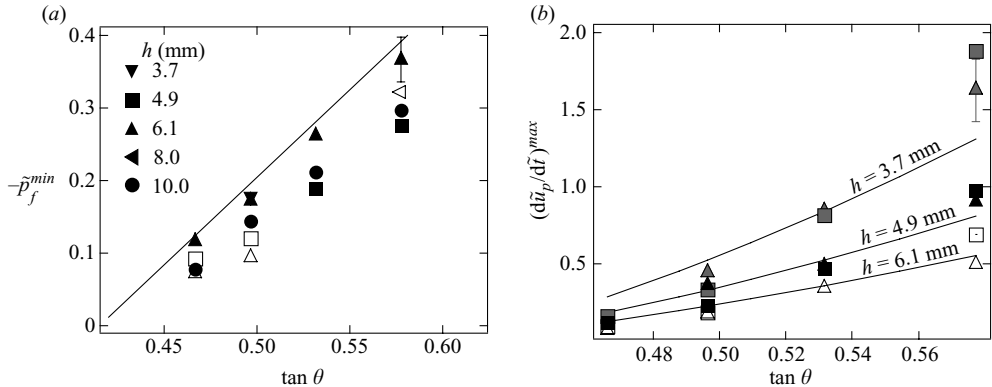 (a)
0.4
0.3
0.2
0.1
0
−p̃_f^min
h (mm)
3.7
4.9
6.1
8.0
10.0
0.45
0.50
0.55
0.60
tan θ
(b)
2.0
1.5
1.0
0.5
(dũ_p/dt̃)^max
h = 3.7 mm
h = 4.9 mm
h = 6.1 mm
0.48
0.50
0.52
0.54
0.56
tan θ